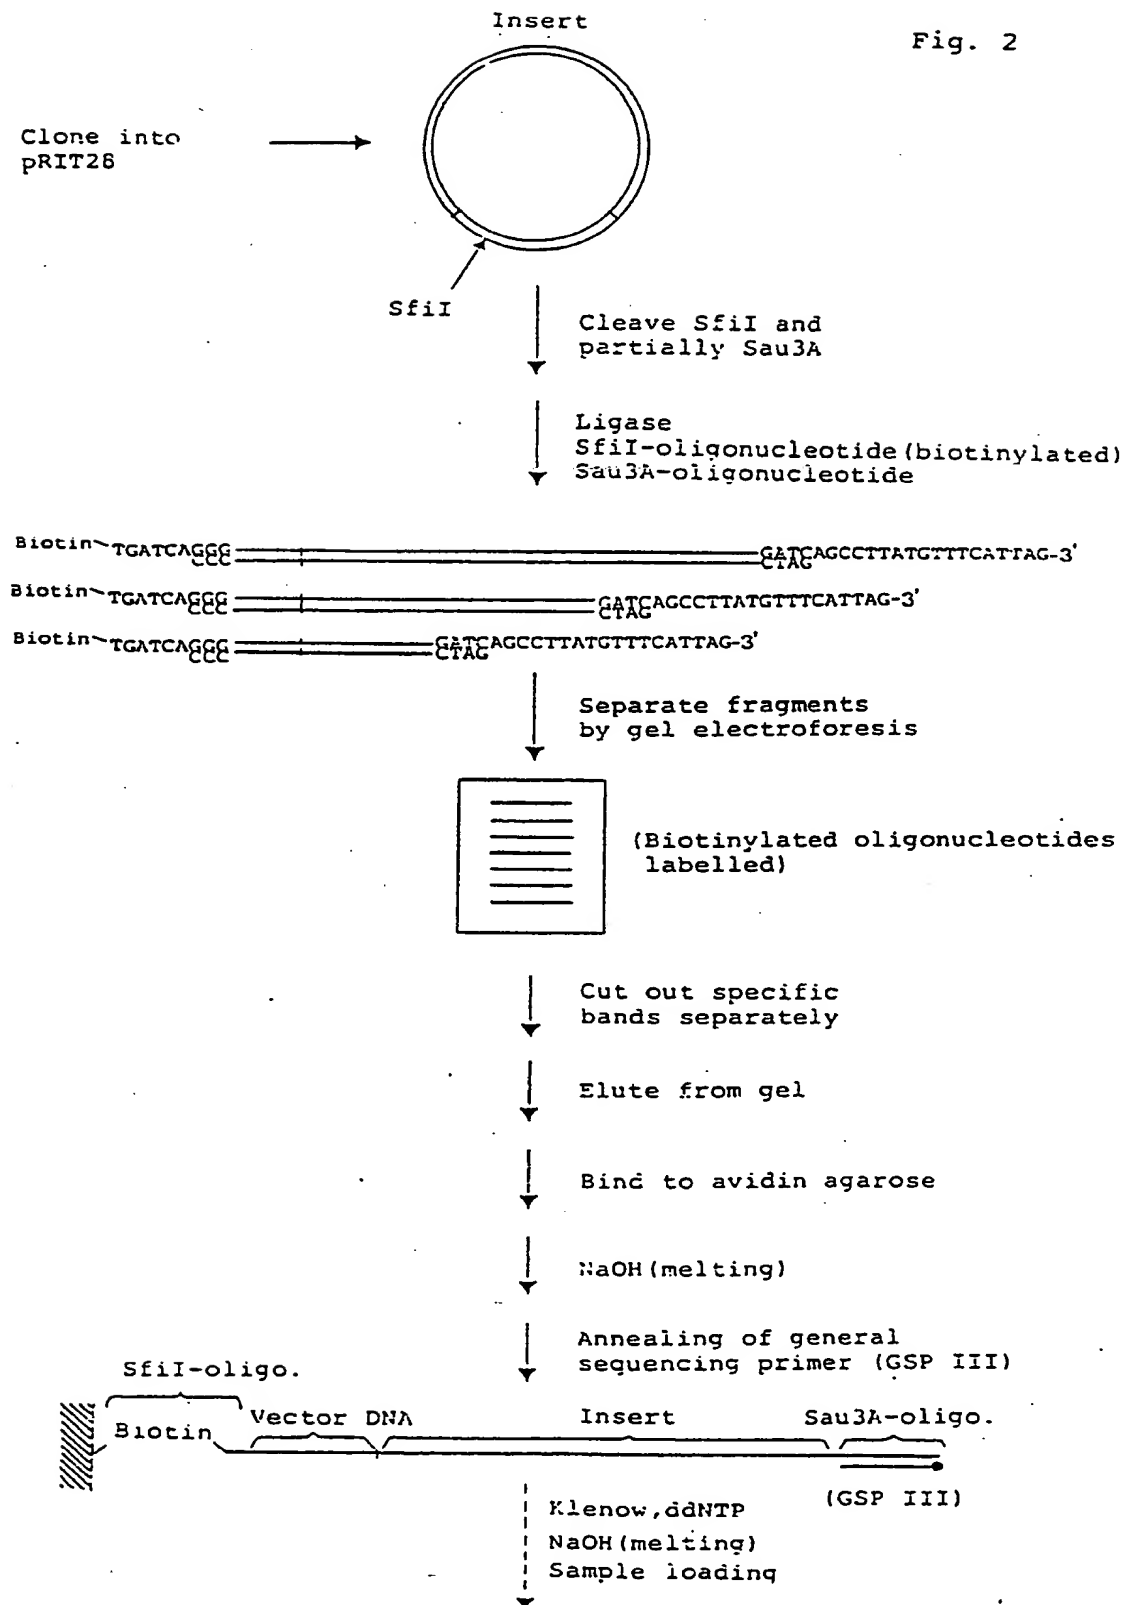 Insert
Fig. 2
Clone into
pRIT28
SfiI
Cleave SfiI and
partially Sau3A
Ligase
SfiI-oligonucleotide(biotinylated)
Sau3A-oligonucleotide
Biotin TGATCAGGG GATCAGCCTTATGTTTCATTAG-3'
CCC CTAG
Biotin TGATCAGGG GATCAGCCTTATGTTTCATTAG-3'
CCC CTAG
Biotin TGATCAGGG GATCAGCCTTATGTTTCATTAG-3'
CCC CTAG
Separate fragments
by gel electroforesis
(Biotinylated oligonucleotides
labelled)
Cut out specific
bands separately
Elute from gel
Bind to avidin agarose
NaOH(melting)
Annealing of general
sequencing primer (GSP III)
SfiI-oligo.
Biotin Vector DNA Insert Sau3A-oligo.
(GSP III)
Klenow,ddNTP
NaOH(melting)
Sample loading